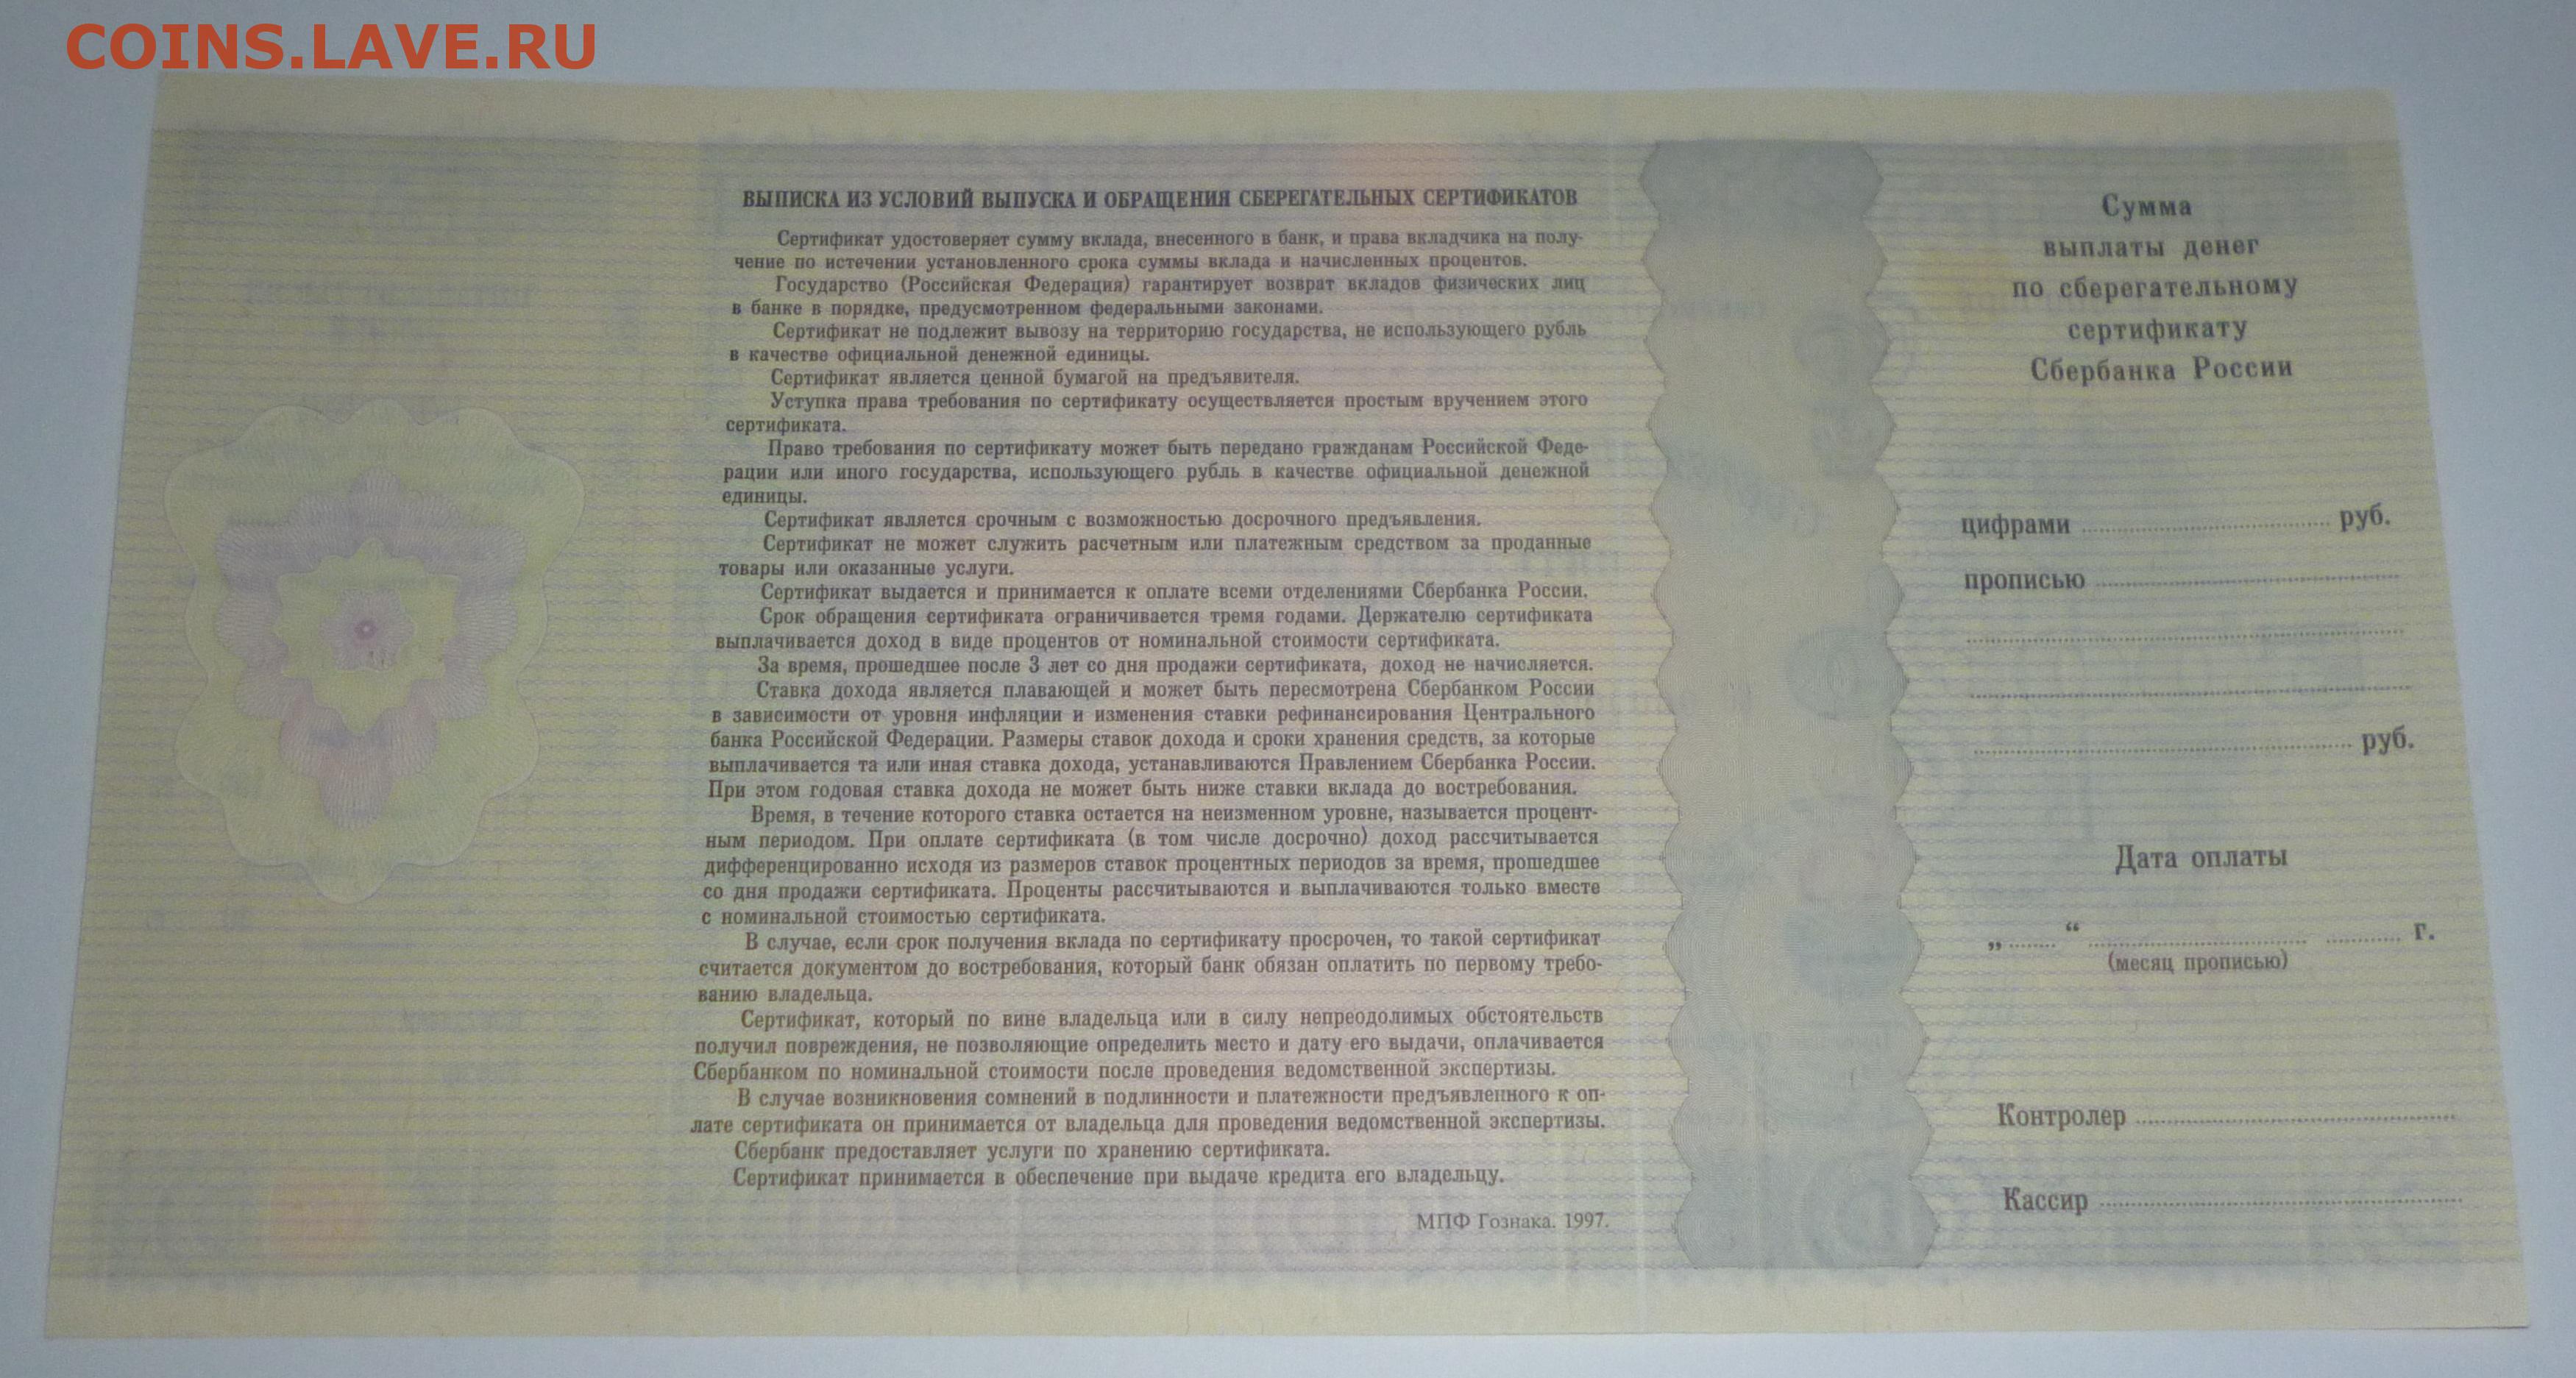 COINS.LAVE.RU
ВЫПИСКА ИЗ УСЛОВИЙ ВЫПУСКА И ОБРАЩЕНИЯ СБЕРЕГАТЕЛЬНЫХ СЕРТИФИКАТОВ
Сертификат удостоверяет сумму вклада, внесенного в банк, и права вкладчика на полу-
чение по истечении установленного срока суммы вклада и начисленных процентов.
Государство (Российская Федерация) гарантирует возврат вкладов физических лиц
в банке в порядке, предусмотренном федеральными законами.
Сертификат не подлежит вывозу на территорию государства, не использующего рубль
в качестве официальной денежной единицы.
Сертификат является ценной бумагой на предъявителя.
Уступка права требования по сертификату осуществляется простым вручением этого
сертификата.
Право требования по сертификату может быть передано гражданам Российской Феде-
рации или иного государства, использующего рубль в качестве официальной денежной
единицы.
Сертификат является срочным с возможностью досрочного предъявления.
Сертификат не может служить расчетным или платежным средством за проданные
товары или оказанные услуги.
Сертификат выдается и принимается к оплате всеми отделениями Сбербанка России.
Срок обращения сертификата ограничивается тремя годами. Держателю сертификата
выплачивается доход в виде процентов от номинальной стоимости сертификата.
За время, прошедшее после 3 лет со дня продажи сертификата, доход не начисляется.
Ставка дохода является плавающей и может быть пересмотрена Сбербанком России
в зависимости от уровня инфляции и изменения ставки рефинансирования Центрального
банка Российской Федерации. Размеры ставок дохода и сроки хранения средств, за которые
выплачивается та или иная ставка дохода, устанавливаются Правлением Сбербанка России.
При этом годовая ставка дохода не может быть ниже ставки вклада до востребования.
Время, в течение которого ставка остается на неизменном уровне, называется процент-
ным периодом. При оплате сертификата (в том числе досрочно) доход рассчитывается
дифференцированно исходя из размеров ставок процентных периодов за время, прошедшее
со дня продажи сертификата. Проценты рассчитываются и выплачиваются только вместе
с номинальной стоимостью сертификата.
В случае, если срок получения вклада по сертификату просрочен, то такой сертификат
считается документом до востребования, который банк обязан оплатить по первому требо-
ванию владельца.
Сертификат, который по вине владельца или в силу непреодолимых обстоятельств
получил повреждения, не позволяющие определить место и дату его выдачи, оплачивается
Сбербанком по номинальной стоимости после проведения ведомственной экспертизы.
В случае возникновения сомнений в подлинности и платежности предъявленного к оп-
лате сертификата он принимается от владельца для проведения ведомственной экспертизы.
Сбербанк предоставляет услуги по хранению сертификата.
Сертификат принимается в обеспечение при выдаче кредита его владельцу.
МПФ Гознака. 1997.
Сумма
выплаты денег
по сберегательному
сертификату
Сбербанка России
цифрами ........ руб.
прописью ........
........ руб.
Дата оплаты
„ ...... “ ........ ........ г.
(месяц прописью)
Контролер ........
Кассир ........